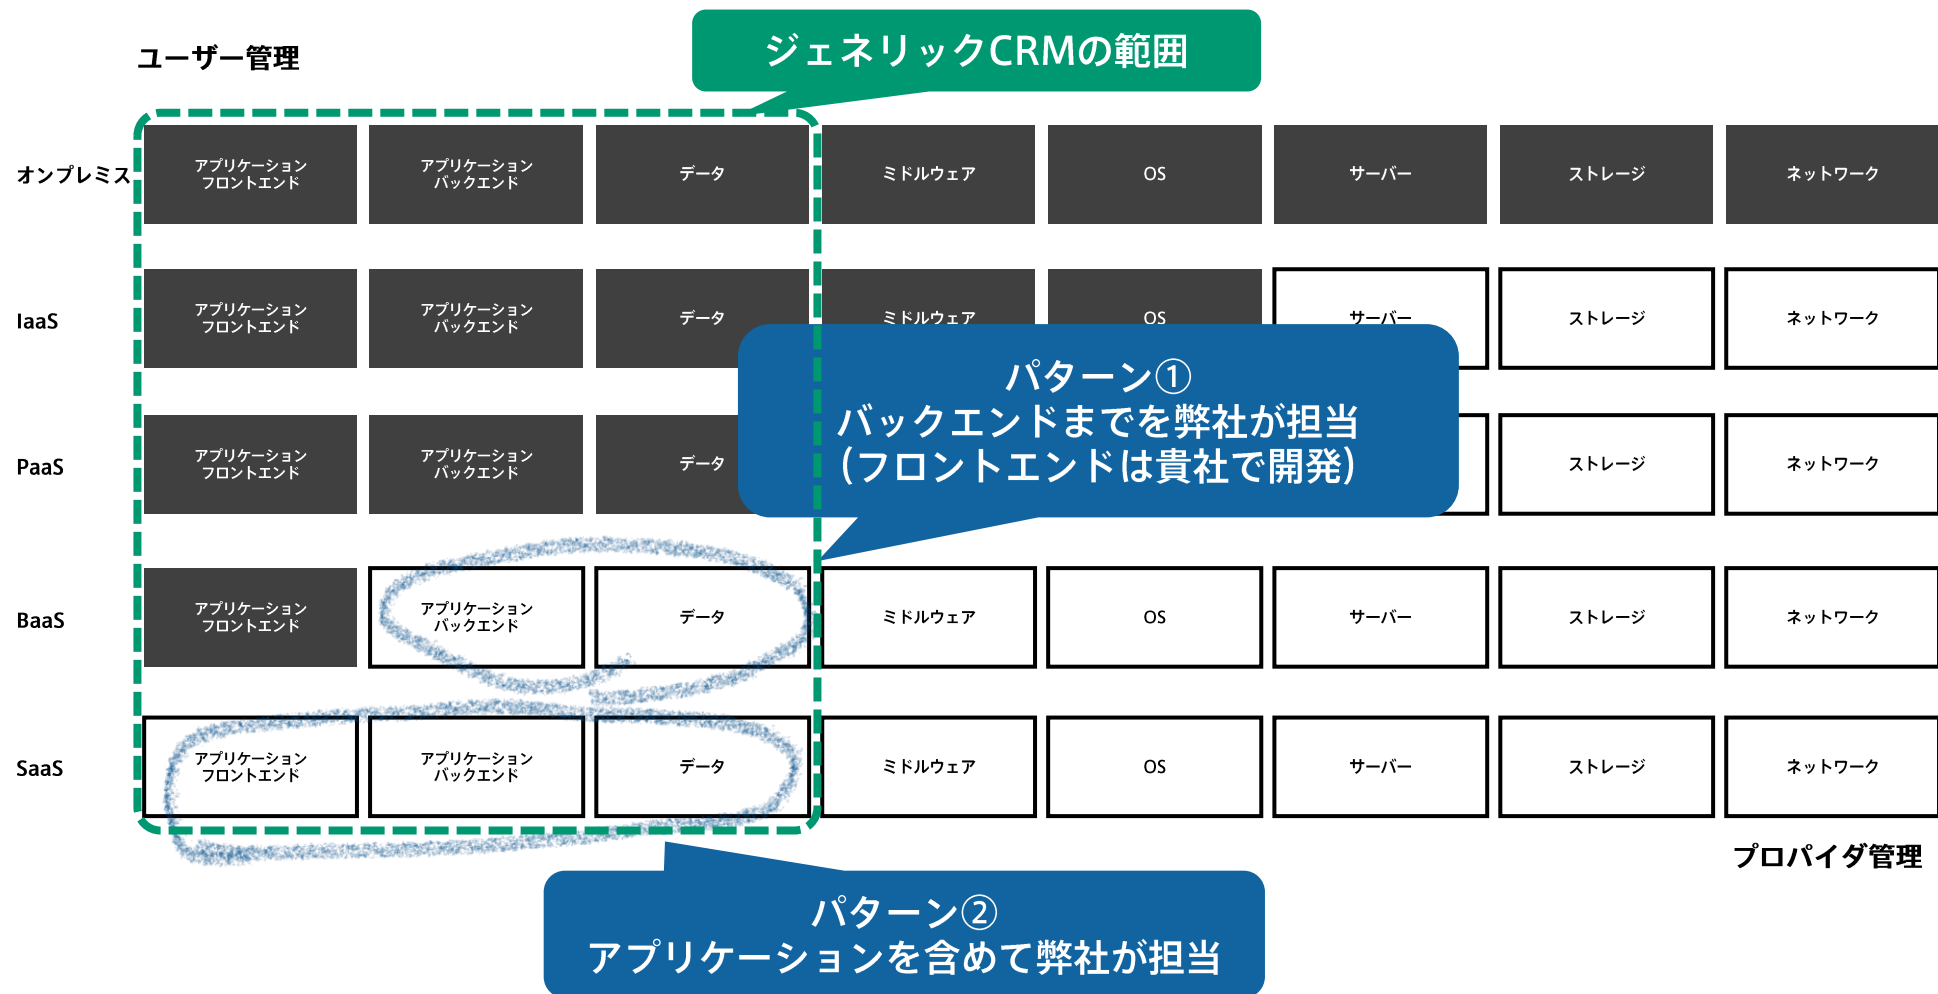 ユーザー管理
ジェネリックCRMの範囲
オンプレミス
アプリケーション
フロントエンド
アプリケーション
バックエンド
データ
ミドルウェア
OS
サーバー
ストレージ
ネットワーク
IaaS
アプリケーション
フロントエンド
アプリケーション
バックエンド
データ
ミドルウェア
OS
サーバー
ストレージ
ネットワーク
パターン①
バックエンドまでを弊社が担当
(フロントエンドは貴社で開発)
PaaS
アプリケーション
フロントエンド
アプリケーション
バックエンド
データ
ストレージ
ネットワーク
BaaS
アプリケーション
フロントエンド
アプリケーション
バックエンド
データ
ミドルウェア
OS
サーバー
ストレージ
ネットワーク
SaaS
アプリケーション
フロントエンド
アプリケーション
バックエンド
データ
ミドルウェア
OS
サーバー
ストレージ
ネットワーク
プロバイダ管理
パターン②
アプリケーションを含めて弊社が担当